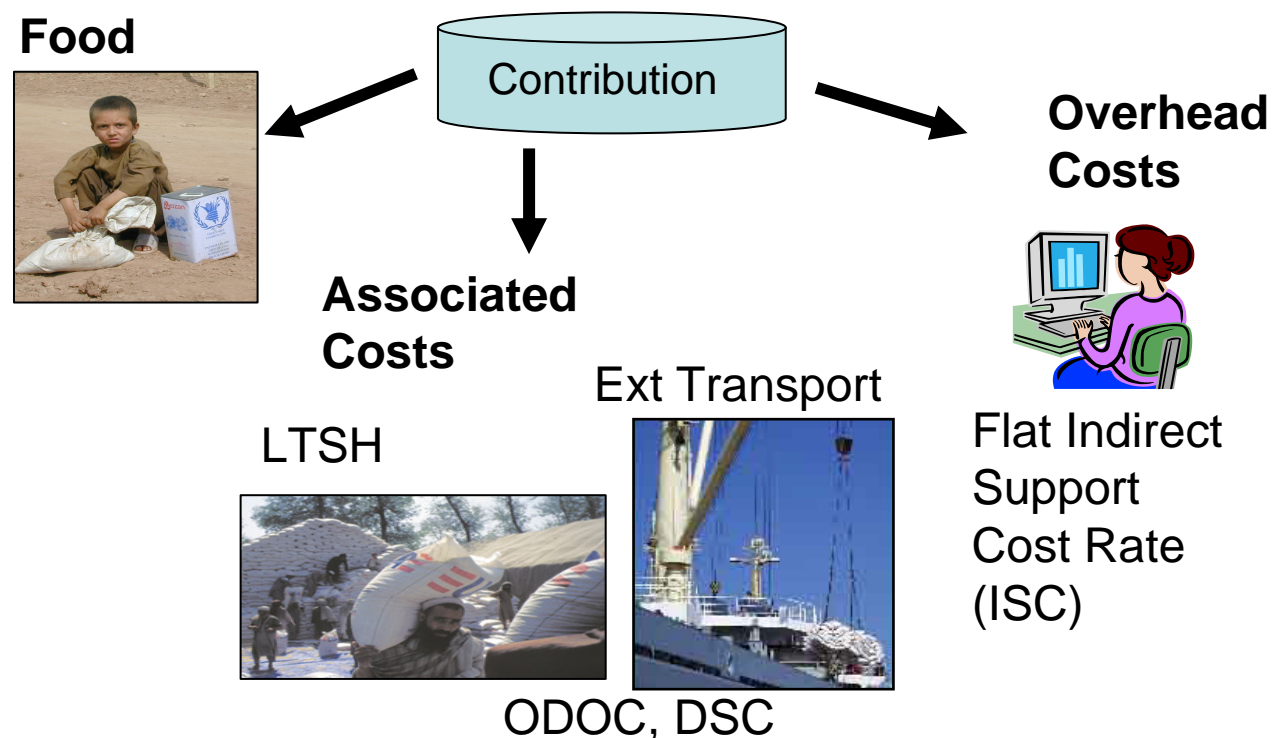 Food
Contribution
Overhead
Costs
Associated
Costs
Ext Transport
LTSH
Flat Indirect
Support
Cost Rate
(ISC)
ODOC, DSC